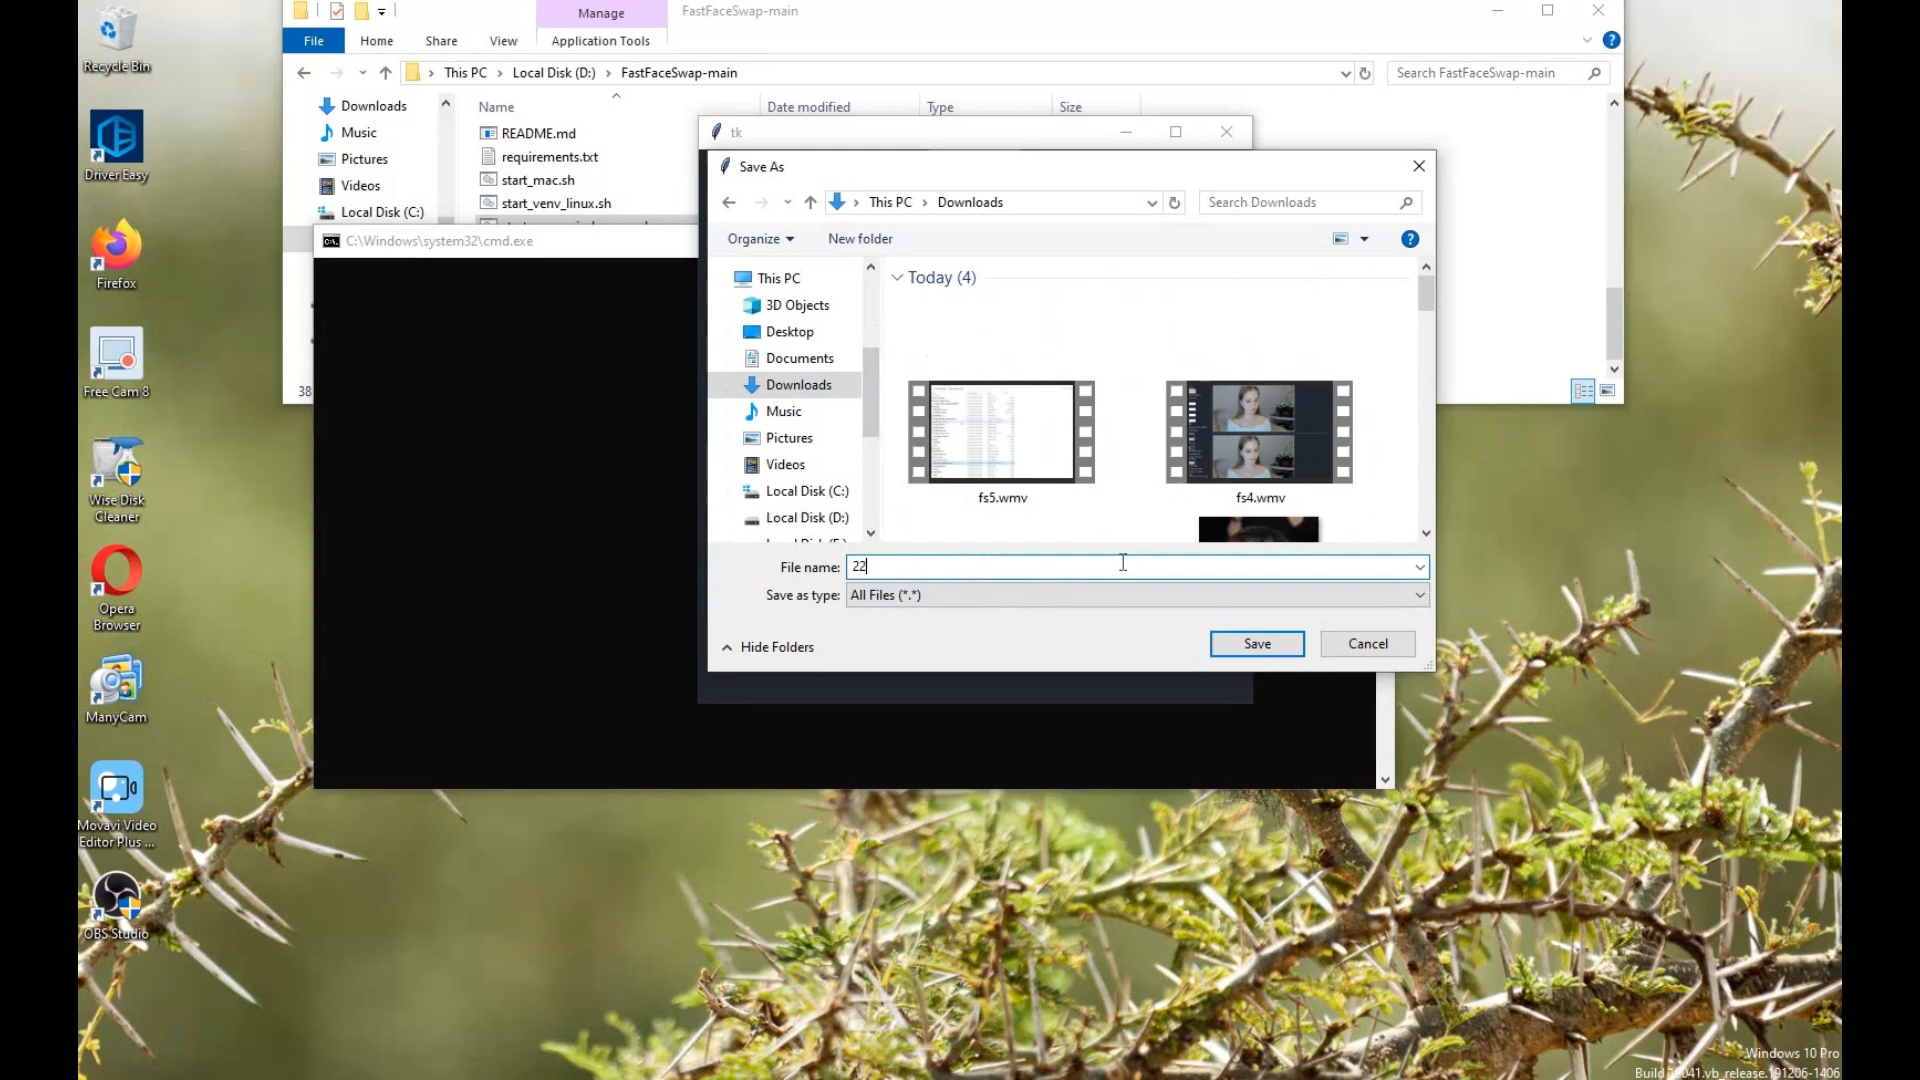 Recycle Bin
Driver Easy
Firefox
Free Cam 8
Wise Disk
Cleaner
Opera
Browser
ManyCam
Movavi Video
Editor Plus ...
OBS Studio
Manage
FastFaceSwap-main
File
Home
Share
View
Application Tools
This PC > Local Disk (D:) > FastFaceSwap-main
Search FastFaceSwap-main
Downloads
Music
Pictures
Videos
Local Disk (C:)
Name
Date modified
Type
Size
README.md
requirements.txt
start_mac.sh
start_venv_linux.sh
38
C:\Windows\system32\cmd.exe
tk
Save As
This PC > Downloads
Search Downloads
Organize
New folder
This PC
3D Objects
Desktop
Documents
Downloads
Music
Pictures
Videos
Local Disk (C:)
Local Disk (D:)
Today (4)
fs5.wmv
fs4.wmv
File name: 22
Save as type: All Files (*.*)
Hide Folders
Save
Cancel
Windows 10 Pro